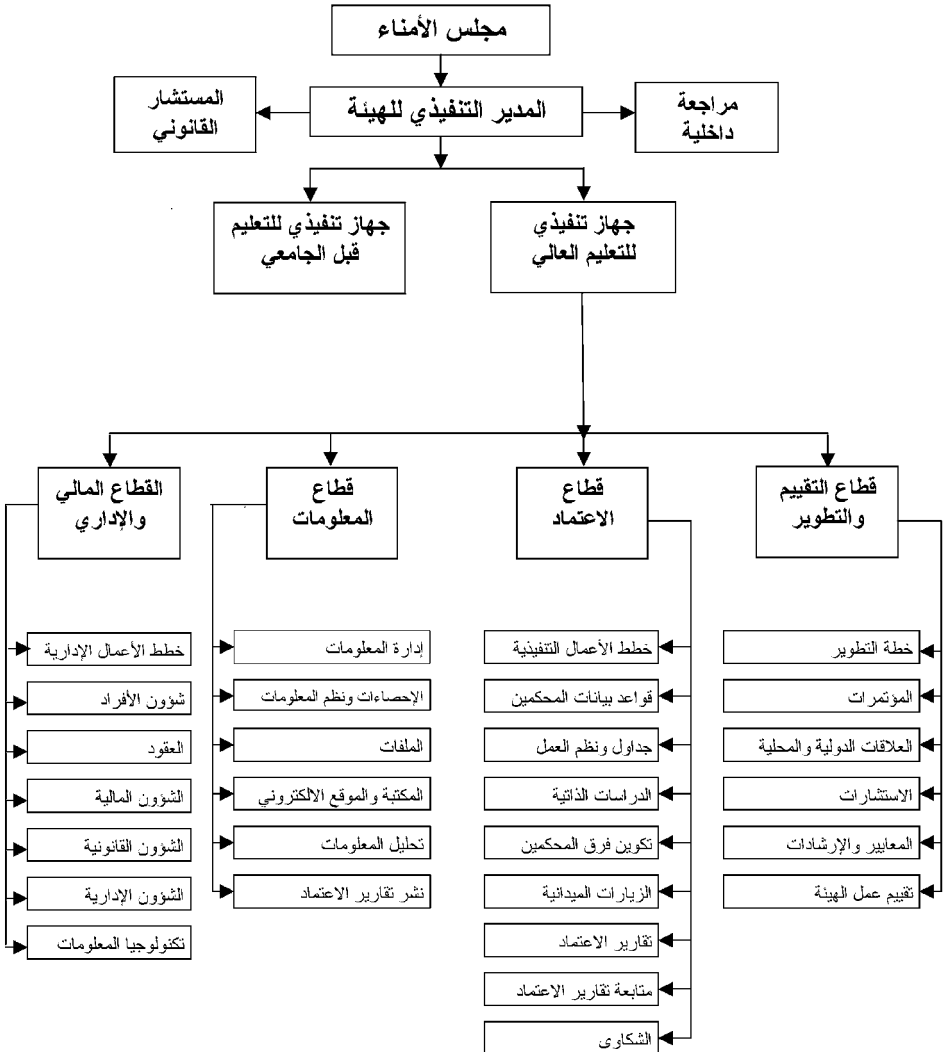 مجلس الأمناء
مراجعة
داخلية
المدير التنفيذي للهيئة
المستشار
القانوني
جهاز تنفيذي
للتعليم العالي
جهاز تنفيذي للتعليم
قبل الجامعي
قطاع التقييم
والتطوير
قطاع
الاعتماد
قطاع
المعلومات
القطاع المالي
والإداري
خطة التطوير
المؤتمرات
العلاقات الدولية والمحلية
الاستشارات
المعايير والإرشادات
تقييم عمل الهيئة
خطط الأعمال التنفيذية
قواعد بيانات المحكمين
جداول ونظم العمل
الدراسات الذاتية
تكوين فرق المحكمين
الزيارات الميدانية
تقارير الاعتماد
متابعة تقارير الاعتماد
الشكاوى
إدارة المعلومات
الإحصاءات ونظم المعلومات
الملفات
المكتبة والموقع الالكتروني
تحليل المعلومات
نشر تقارير الاعتماد
خطط الأعمال الإدارية
شؤون الأفراد
العقود
الشؤون المالية
الشؤون القانونية
الشؤون الإدارية
تكنولوجيا المعلومات